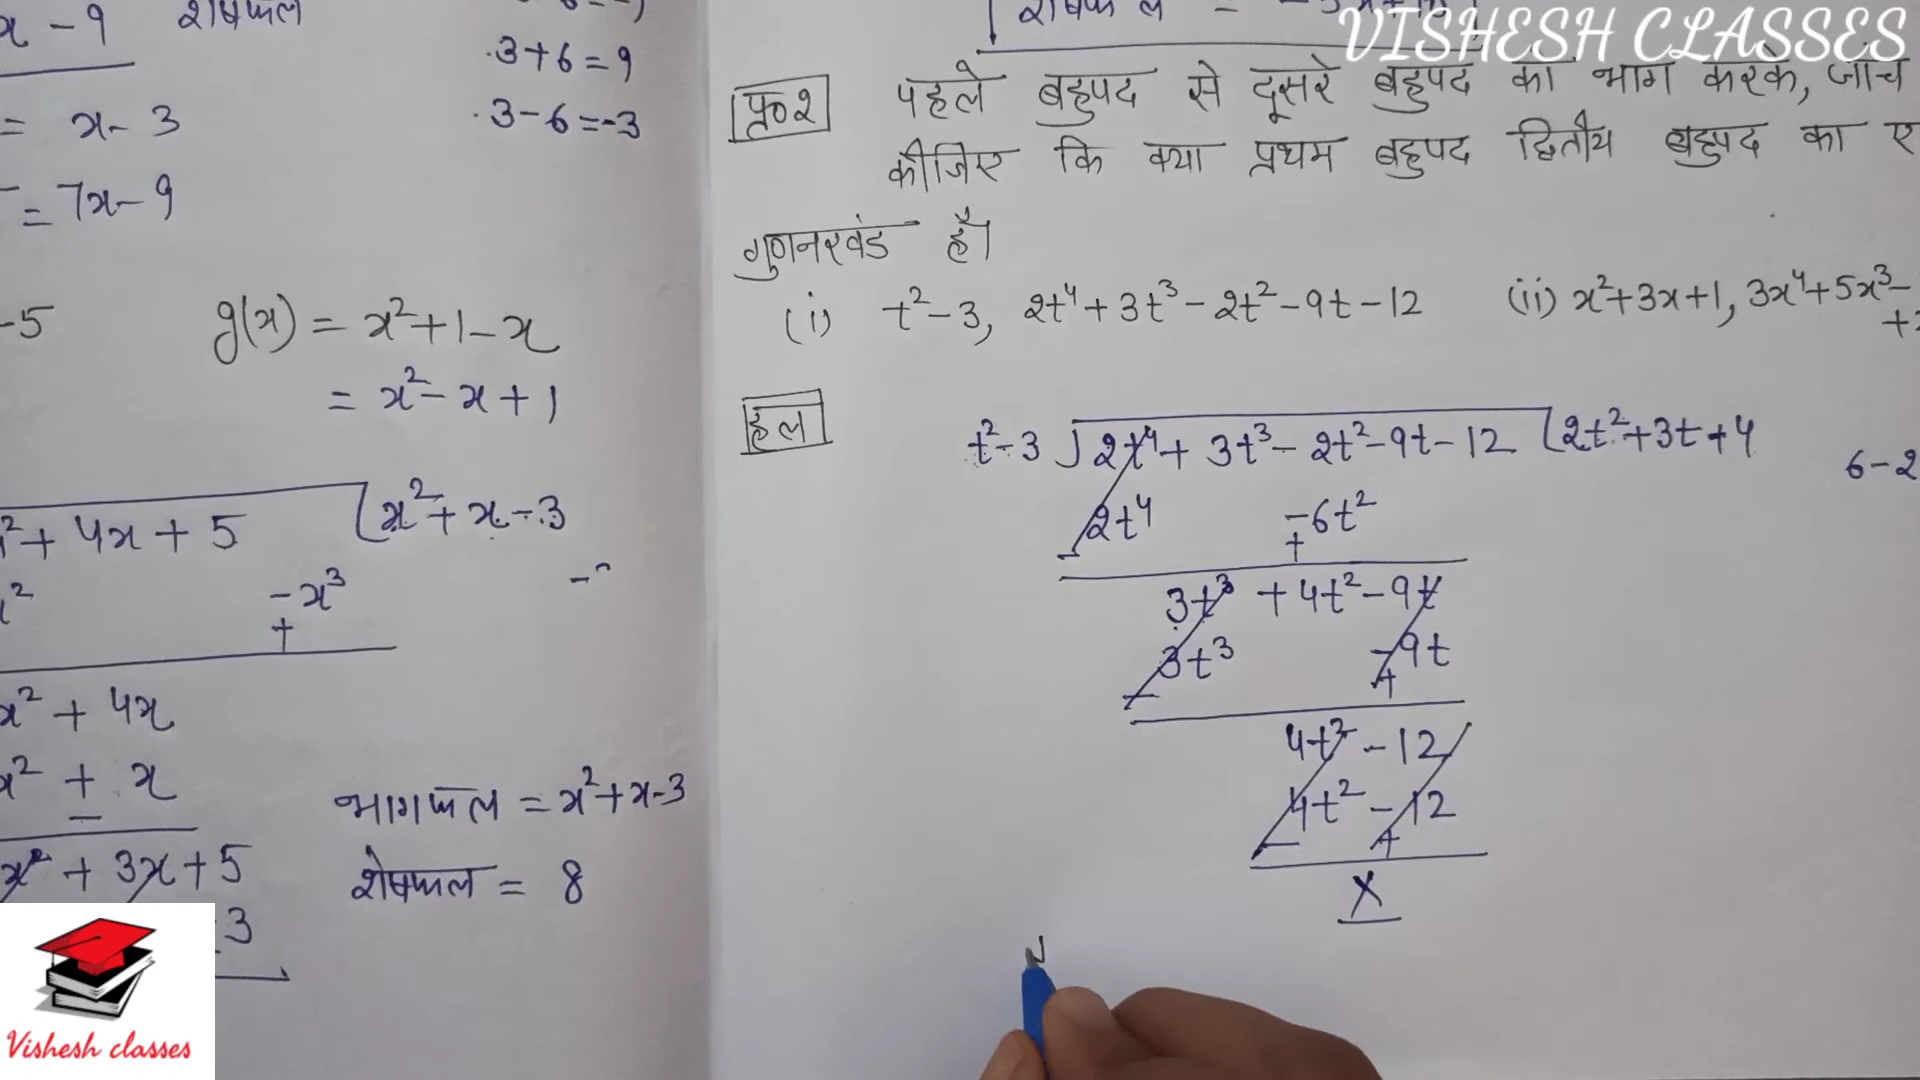 x - 9 शेषफल
.3+6=9
.3-6=-3
= x-3
= 7x-9
-5 g(x) = x²+1-x
= x²-x+1
²+4x+5 x²+x-3
x² -x³
+
x²+4x
x² + x
-
भागफल = x²+x-3
x² + 3x+5
शेषफल = 8
3
Vishesh classes
VISHESH CLASSES
शेषफल =
प्र०२ पहले बहुपद से दूसरे बहुपद को भाग करके, जांच
कीजिए कि क्या प्रथम बहुपद द्वितीय बहुपद का ए
गुणनखंड है।
(i) t²-3, 2t⁴+3t³-2t²-9t-12 (ii) x²+3x+1, 3x⁴+5x³-
हल t²-3 2t⁴+3t³-2t²-9t-12 2t²+3t+4
6-2
2t⁴ -6t²
- +
3t³ +4t²-9t
3t³ -9t
- +
4t²-12
4t²-12
- +
X